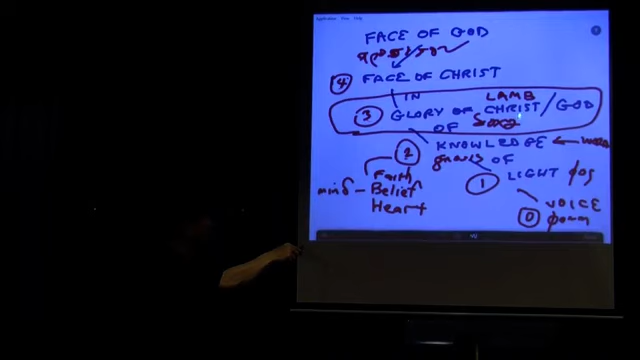 FACE OF GOD
④ FACE OF CHRIST
IN LAMB
③ GLORY OF CHRIST / GOD
OF
KNOWLEDGE ←
② OF
Faith
① LIGHT φος
mind - Belief
Heart
VOICE
⓪